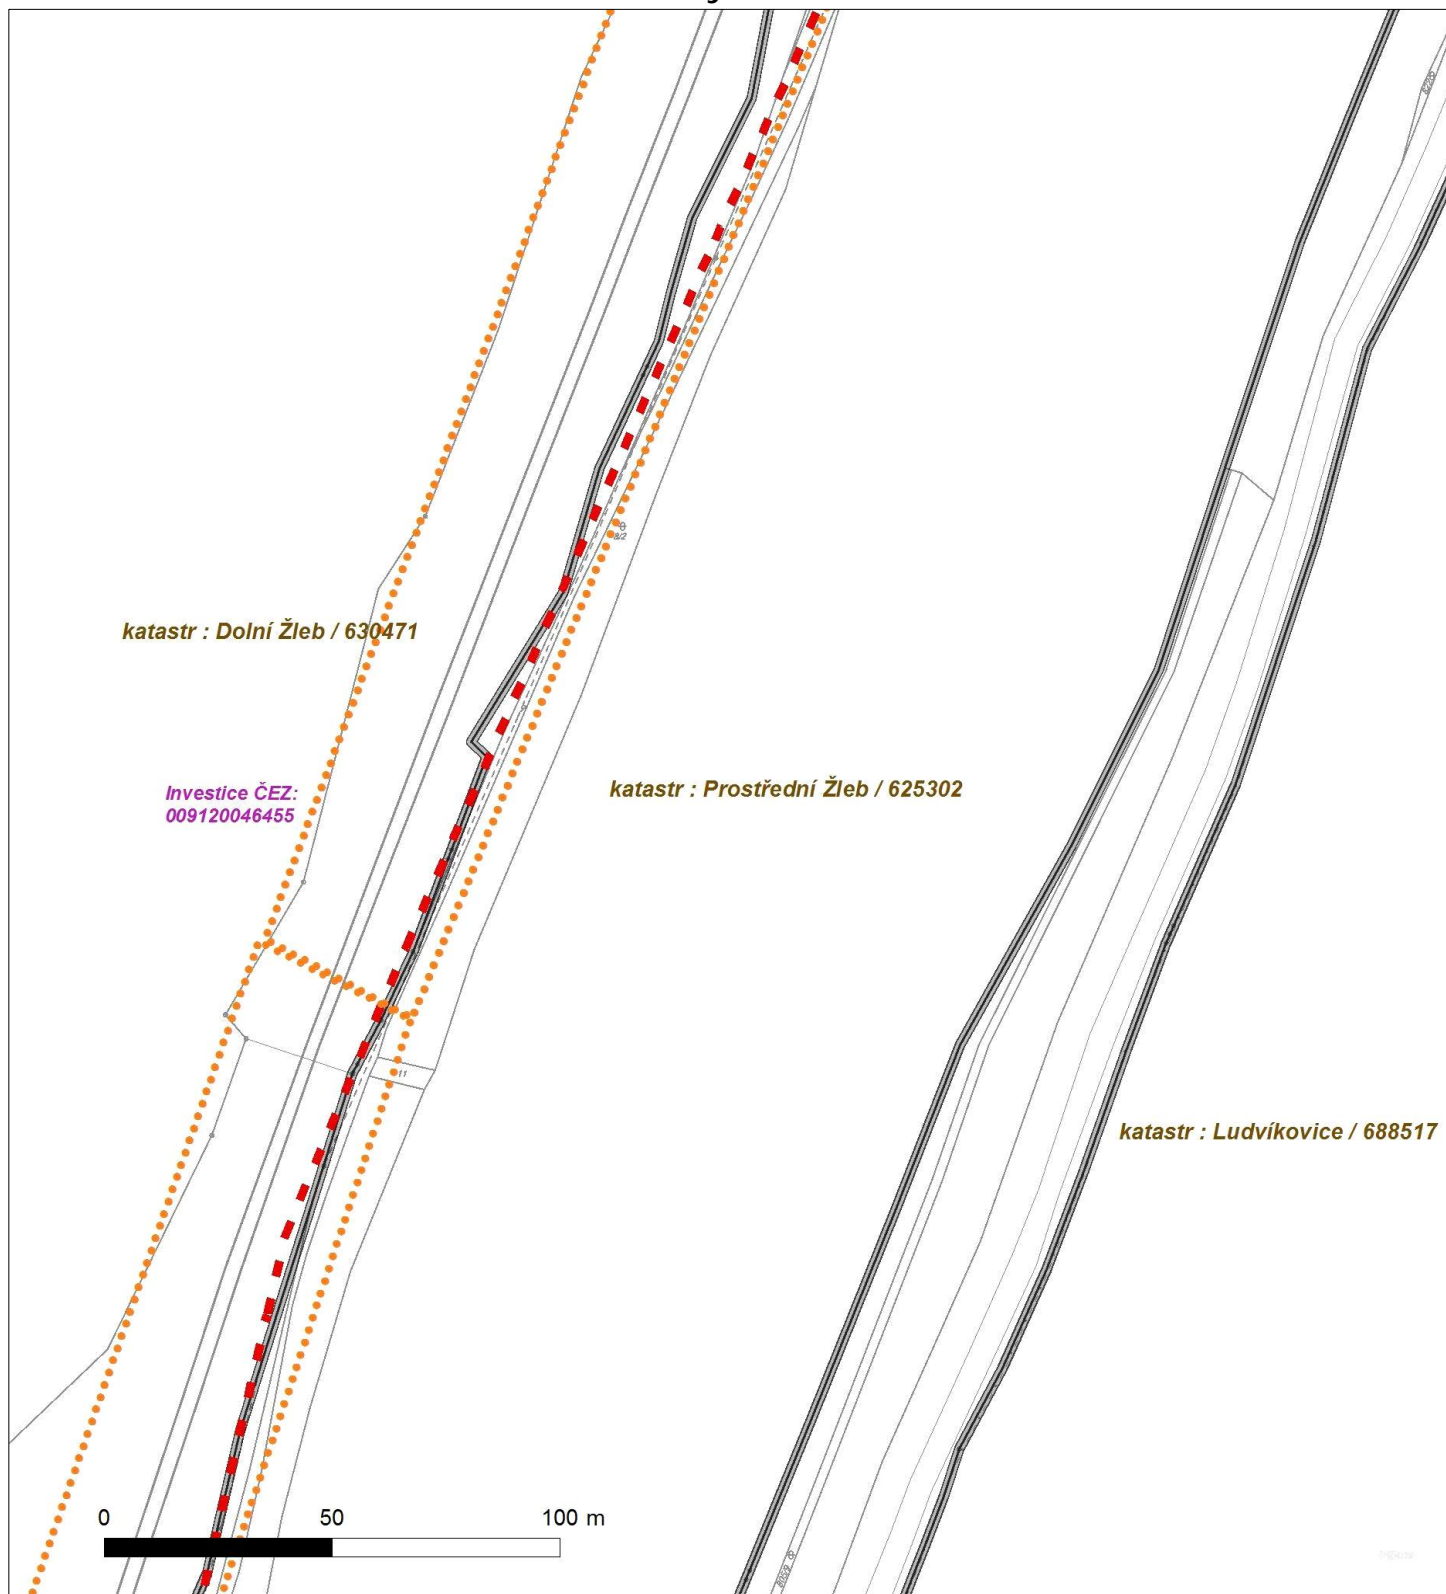 katastr : Dolní Žleb / 630471
Investice ČEZ:
009120046455
katastr : Prostřední Žleb / 625302
katastr : Ludvíkovice / 688517
0 50 100 m